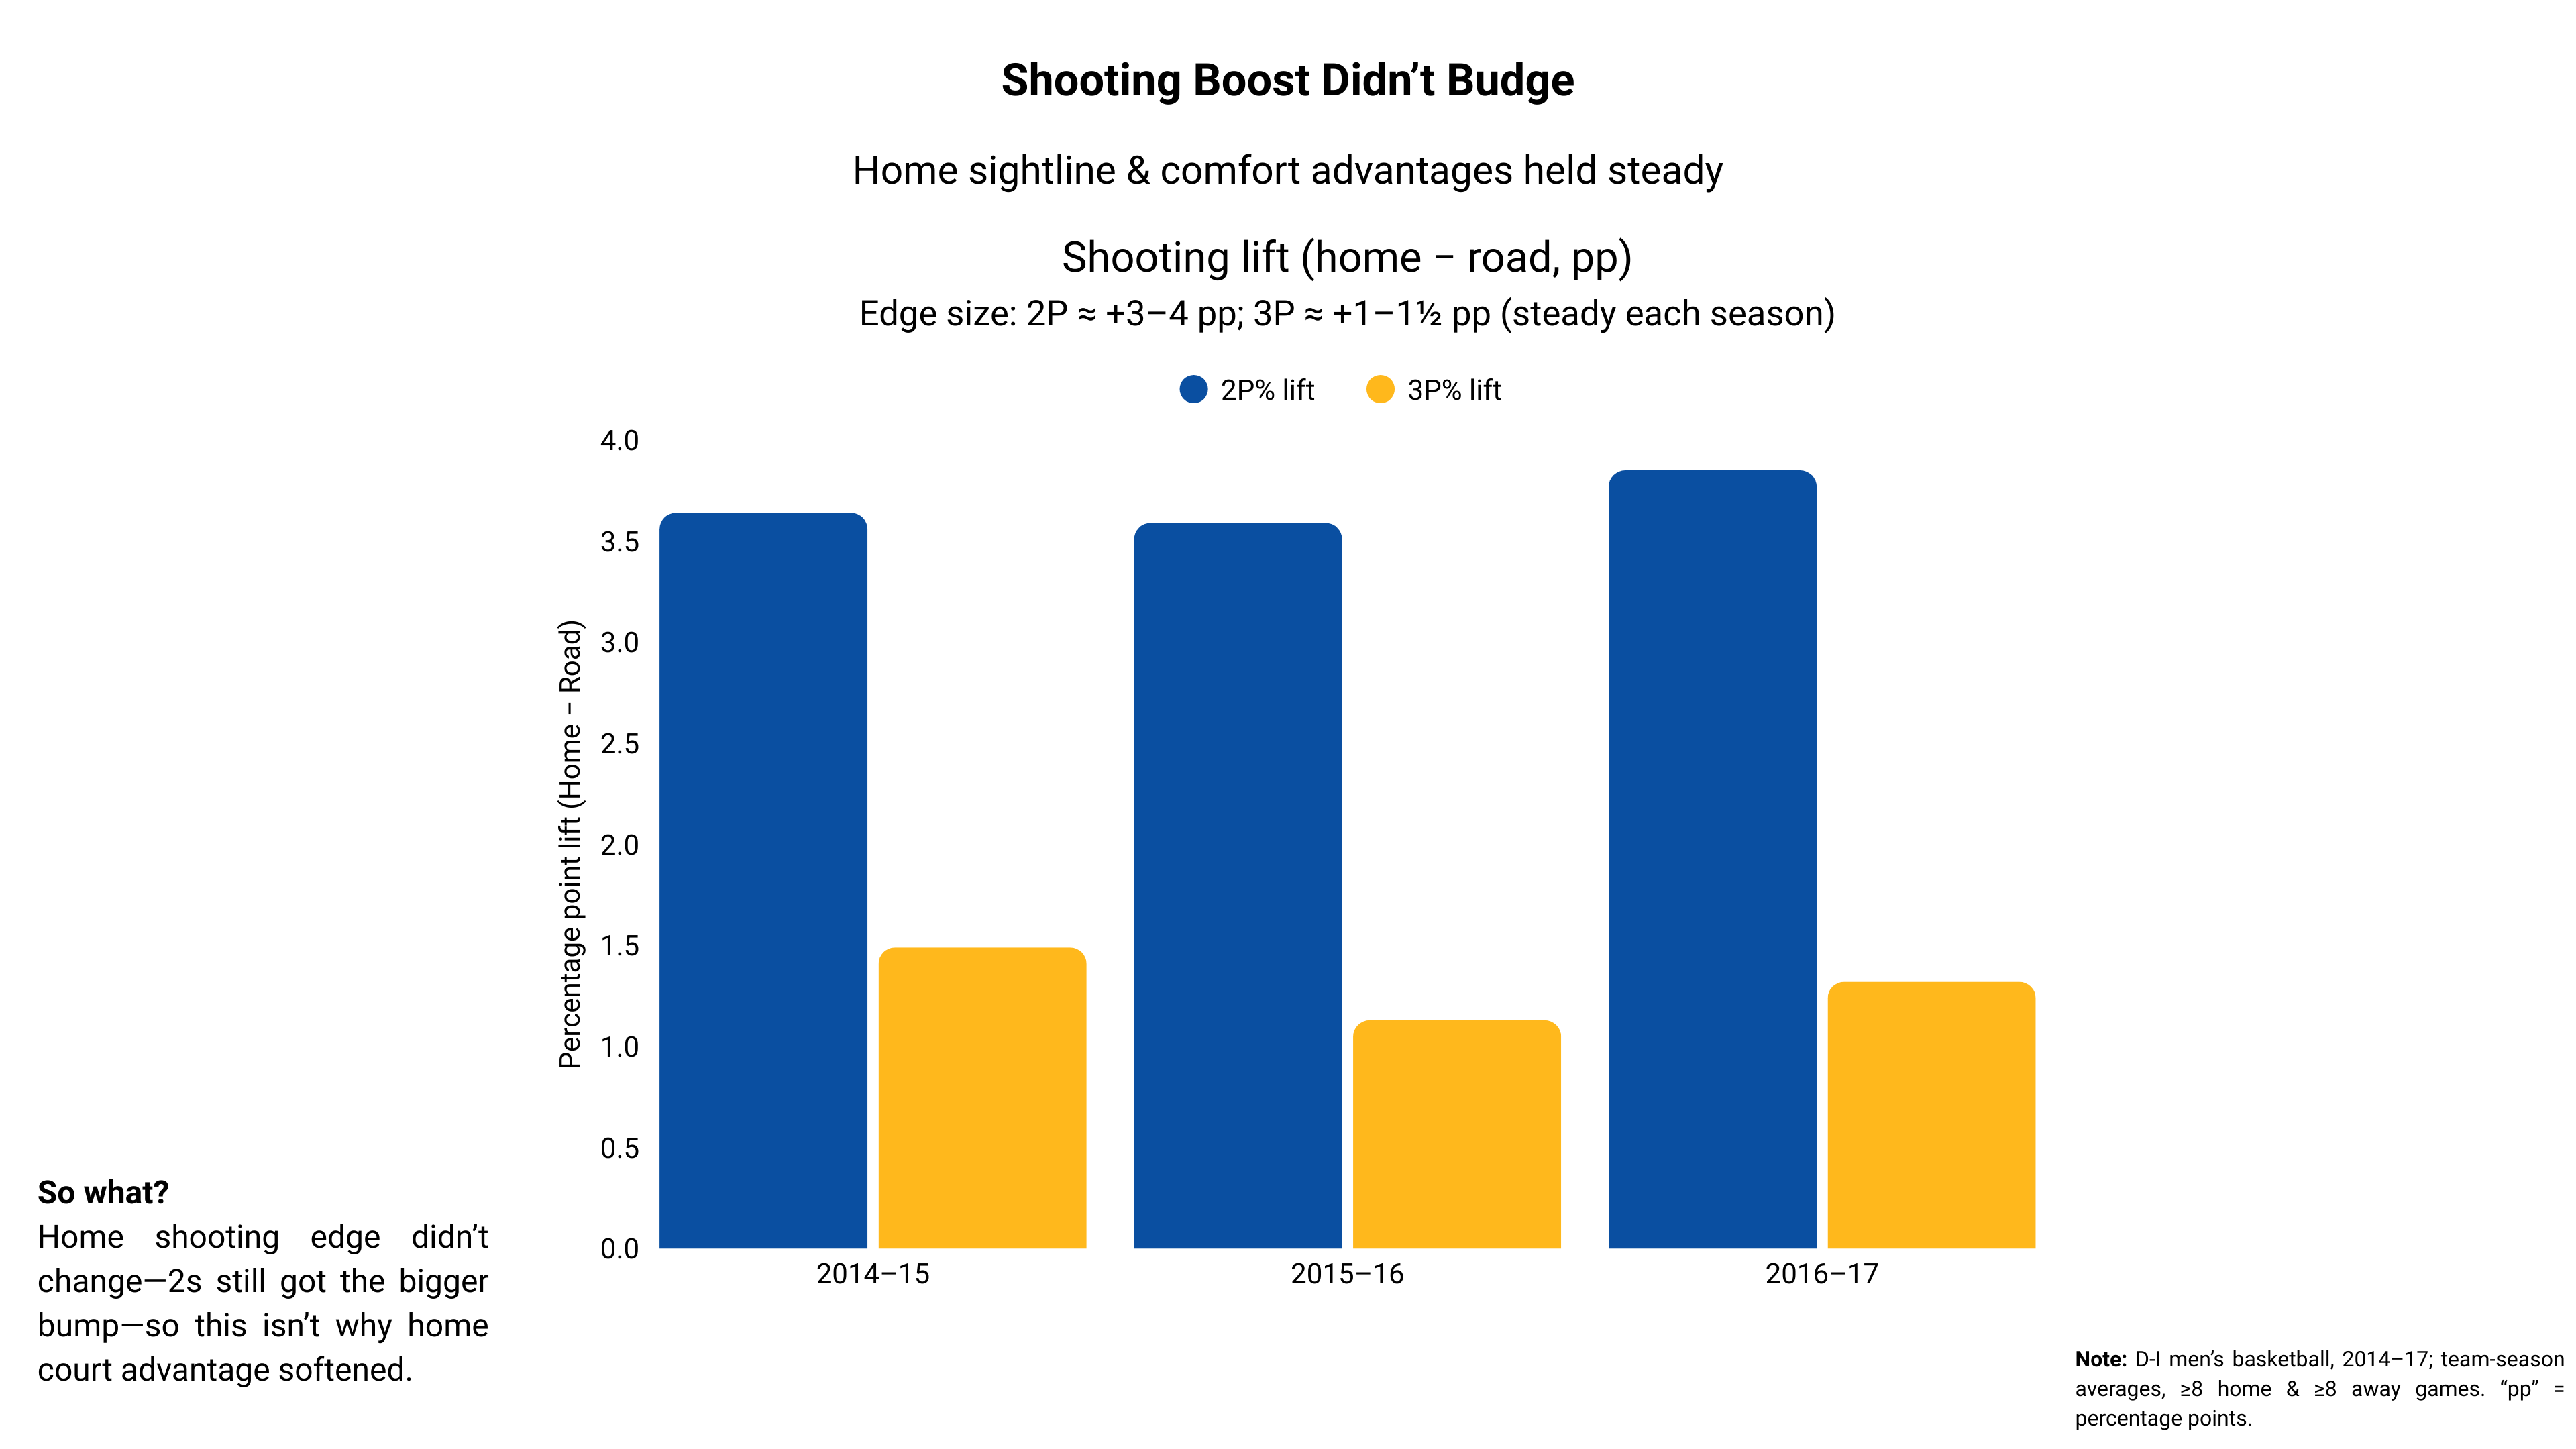 Shooting Boost Didn’t Budge
Home sightline & comfort advantages held steady
Shooting lift (home − road, pp)
Edge size: 2P ≈ +3–4 pp; 3P ≈ +1–1½ pp (steady each season)
2P% lift
3P% lift
Percentage point lift (Home − Road)
4.0
3.5
3.0
2.5
2.0
1.5
1.0
0.5
0.0
2014–15
2015–16
2016–17
So what?
Home shooting edge didn’t
change—2s still got the bigger
bump—so this isn’t why home
court advantage softened.
Note: D-I men’s basketball, 2014–17; team-season
averages, ≥8 home & ≥8 away games. “pp” =
percentage points.